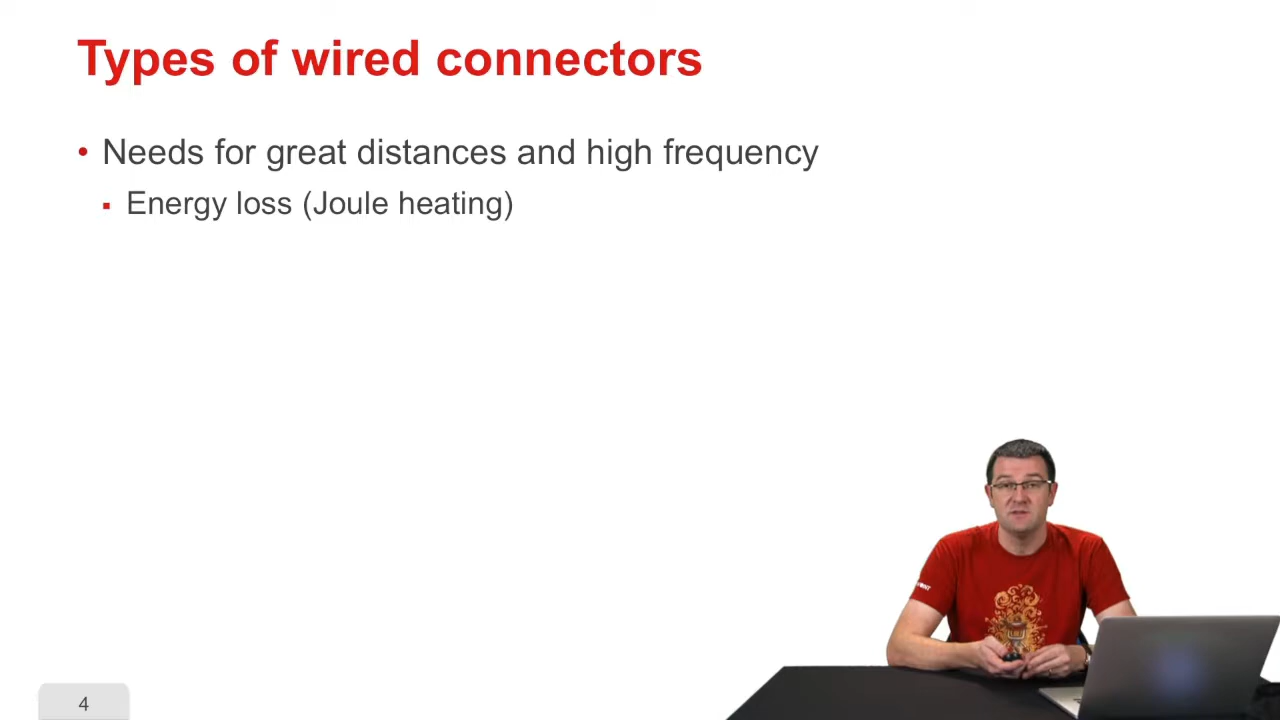 Types of wired connectors
• Needs for great distances and high frequency
▪ Energy loss (Joule heating)
4